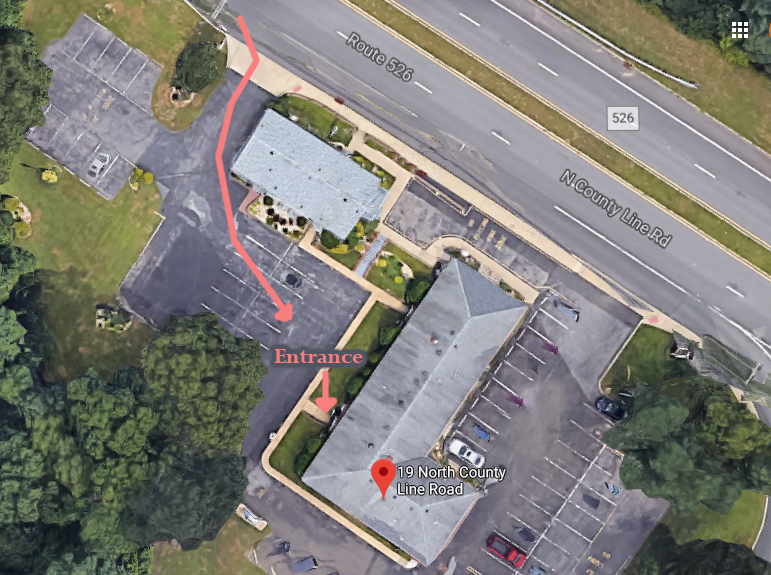 Route 526
526
N County Line Rd
Entrance
19 North County
Line Road